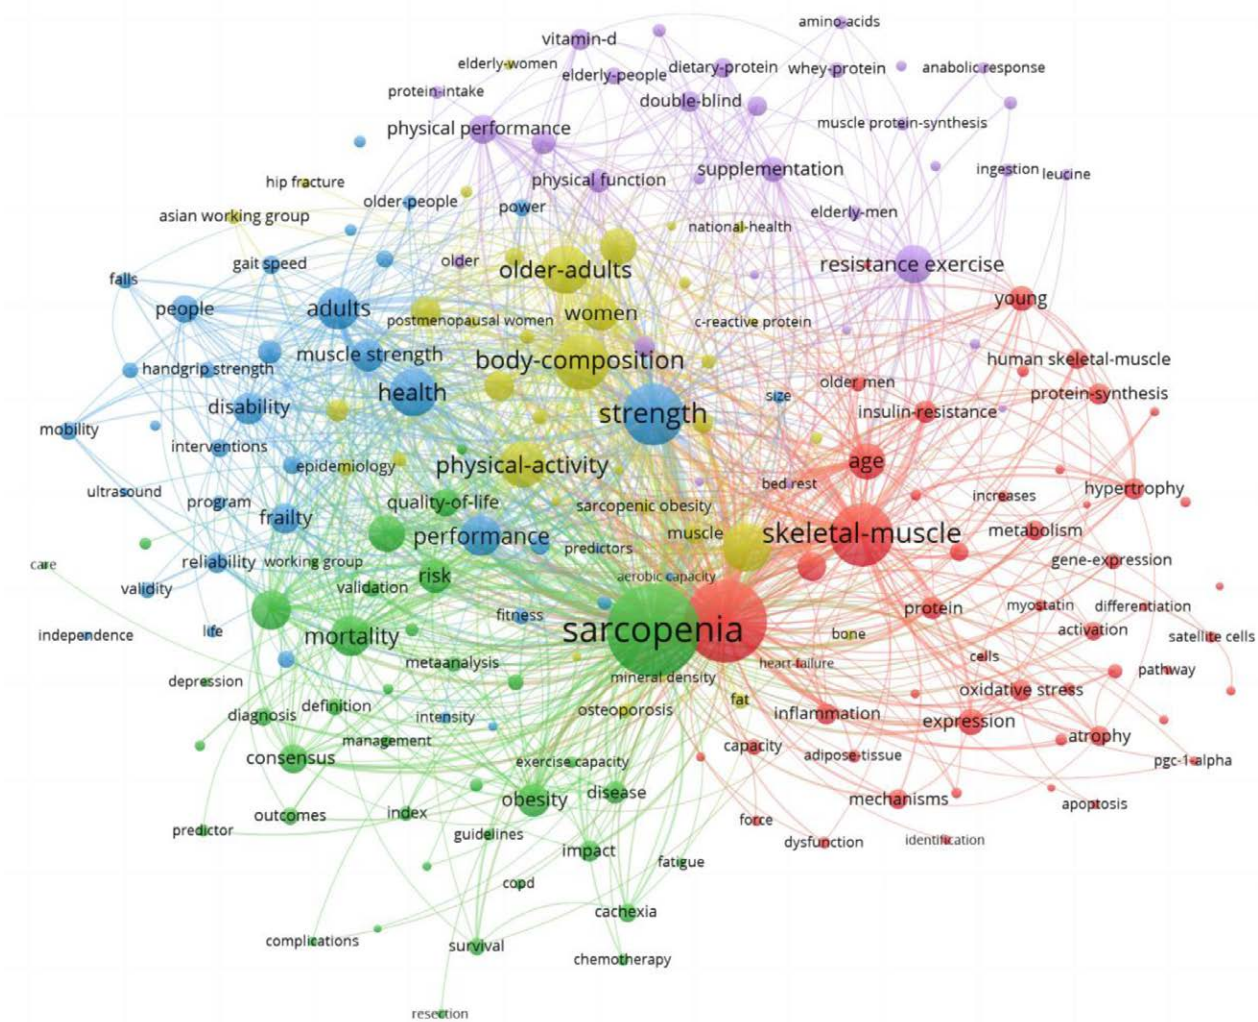 amino-acids
vitamin-d
elderly-women
elderly-people
dietary-protein
whey-protein
anabolic response
protein-intake
double-blind
physical performance
muscle protein-synthesis
supplementation
ingestion
leucine
hip fracture
physical function
older-people
power
elderly-men
asian working group
national-health
gait speed
older
older-adults
resistance exercise
falls
people
adults
postmenopausal women
women
c-reactive protein
young
muscle strength
body-composition
human skeletal-muscle
handgrip strength
health
size
older men
protein-synthesis
disability
strength
insulin-resistance
mobility
interventions
epidemiology
physical-activity
age
ultrasound
program
quality-of-life
sarcopenic obesity
bed rest
increases
hypertrophy
frailty
performance
muscle
skeletal-muscle
metabolism
care
reliability
working group
predictors
gene-expression
validity
validation
risk
aerobic capacity
independence
life
mortality
fitness
sarcopenia
bone
protein
myostatin
differentiation
activation
satellite cells
metaanalysis
heart-failure
cells
pathway
depression
mineral density
oxidative stress
diagnosis
definition
intensity
osteoporosis
fat
inflammation
expression
consensus
management
exercise capacity
capacity
adipose-tissue
atrophy
pgc-1-alpha
obesity
disease
mechanisms
apoptosis
predictor
outcomes
index
guidelines
force
dysfunction
identification
impact
fatigue
copd
cachexia
complications
survival
chemotherapy
resection